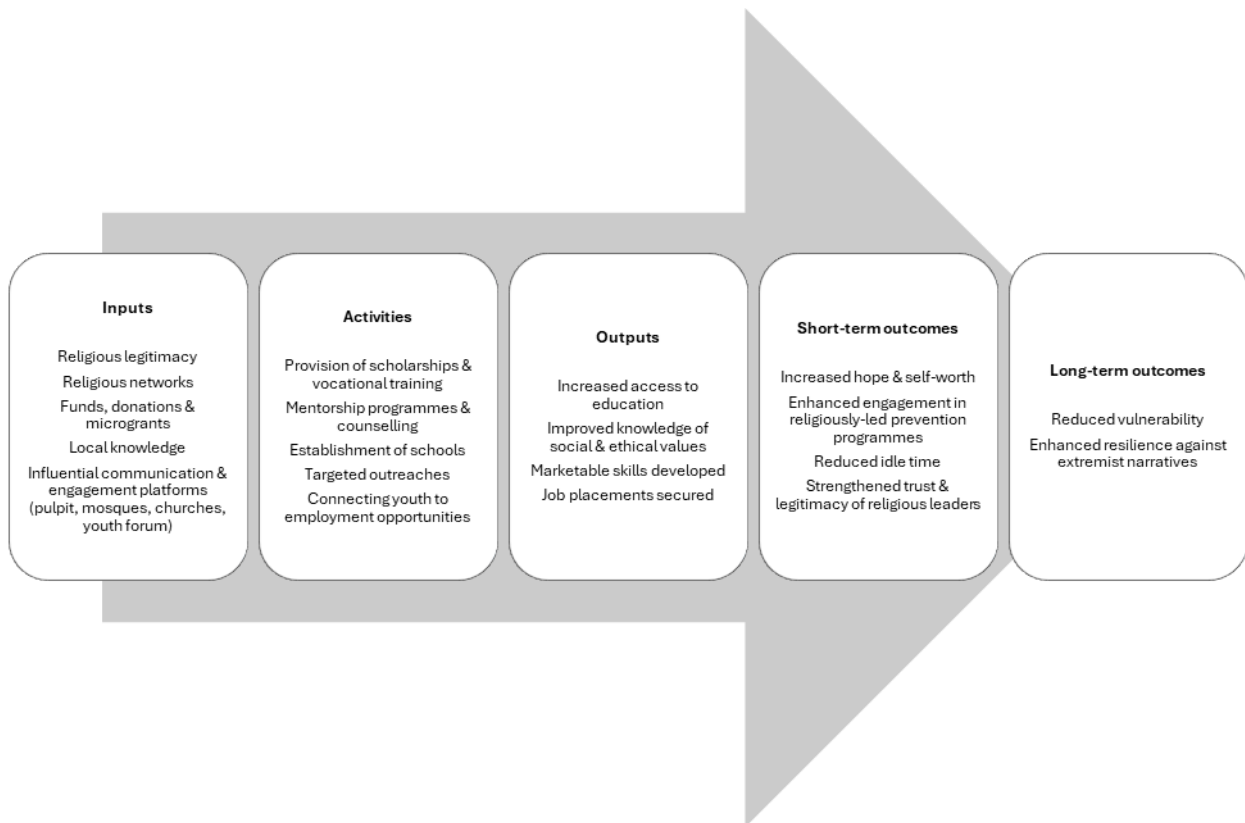 Inputs
Religious legitimacy
Religious networks
Funds, donations &
microgrants
Local knowledge
Influential communication &
engagement platforms
(pulpit, mosques, churches,
youth forum)
Activities
Provision of scholarships &
vocational training
Mentorship programmes &
counselling
Establishment of schools
Targeted outreaches
Connecting youth to
employment opportunities
Outputs
Increased access to
education
Improved knowledge of
social & ethical values
Marketable skills developed
Job placements secured
Short-term outcomes
Increased hope & self-worth
Enhanced engagement in
religiously-led prevention
programmes
Reduced idle time
Strengthened trust &
legitimacy of religious leaders
Long-term outcomes
Reduced vulnerability
Enhanced resilience against
extremist narratives